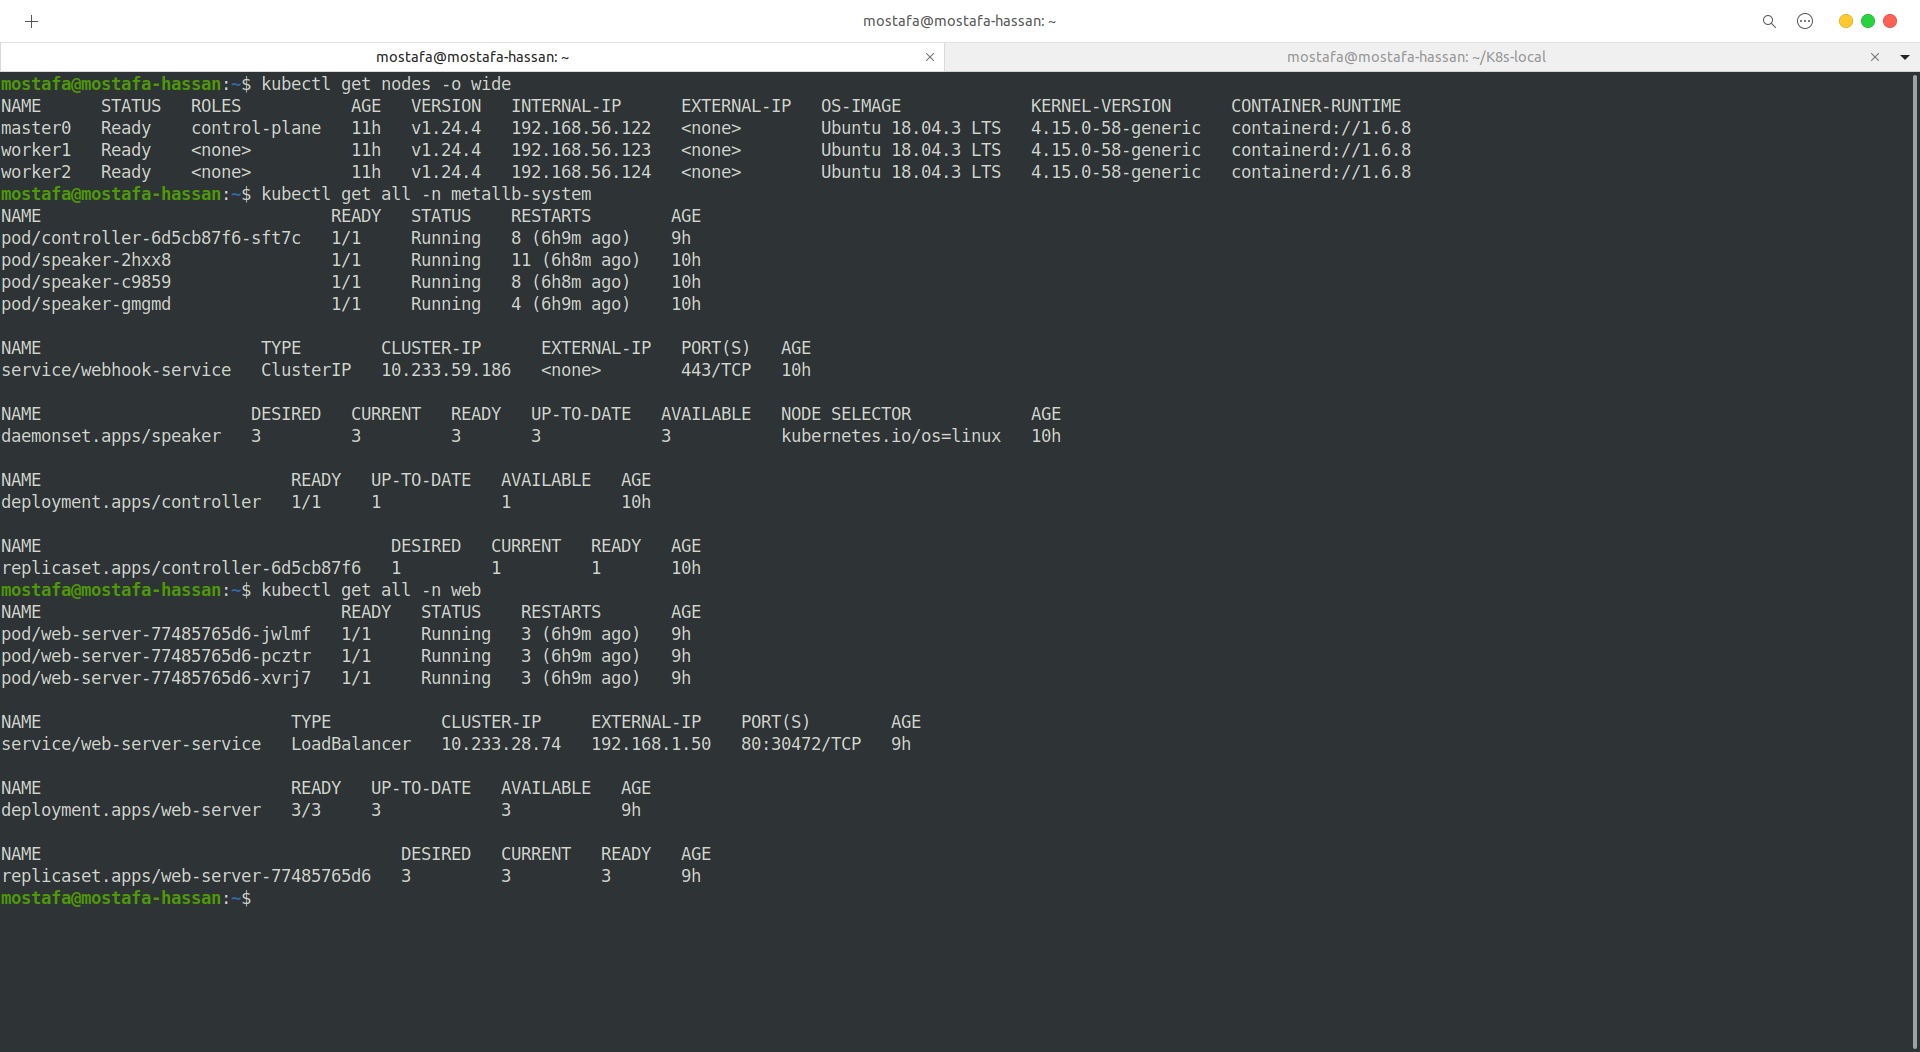 mostafa@mostafa-hassan: ~
mostafa@mostafa-hassan: ~
mostafa@mostafa-hassan: ~/K8s-local
mostafa@mostafa-hassan:~$ kubectl get nodes -o wide
NAME      STATUS   ROLES           AGE   VERSION   INTERNAL-IP      EXTERNAL-IP   OS-IMAGE             KERNEL-VERSION      CONTAINER-RUNTIME
master0   Ready    control-plane   11h   v1.24.4   192.168.56.122   <none>        Ubuntu 18.04.3 LTS   4.15.0-58-generic   containerd://1.6.8
worker1   Ready    <none>          11h   v1.24.4   192.168.56.123   <none>        Ubuntu 18.04.3 LTS   4.15.0-58-generic   containerd://1.6.8
worker2   Ready    <none>          11h   v1.24.4   192.168.56.124   <none>        Ubuntu 18.04.3 LTS   4.15.0-58-generic   containerd://1.6.8
mostafa@mostafa-hassan:~$ kubectl get all -n metallb-system
NAME                             READY   STATUS    RESTARTS        AGE
pod/controller-6d5cb87f6-sft7c   1/1     Running   8 (6h9m ago)    9h
pod/speaker-2hxx8                1/1     Running   11 (6h8m ago)   10h
pod/speaker-c9859                1/1     Running   8 (6h8m ago)    10h
pod/speaker-gmgmd                1/1     Running   4 (6h9m ago)    10h
NAME                      TYPE        CLUSTER-IP      EXTERNAL-IP   PORT(S)   AGE
service/webhook-service   ClusterIP   10.233.59.186   <none>        443/TCP   10h
NAME                     DESIRED   CURRENT   READY   UP-TO-DATE   AVAILABLE   NODE SELECTOR            AGE
daemonset.apps/speaker   3         3         3       3            3           kubernetes.io/os=linux   10h
NAME                         READY   UP-TO-DATE   AVAILABLE   AGE
deployment.apps/controller   1/1     1            1           10h
NAME                                   DESIRED   CURRENT   READY   AGE
replicaset.apps/controller-6d5cb87f6   1         1         1       10h
mostafa@mostafa-hassan:~$ kubectl get all -n web
NAME                              READY   STATUS    RESTARTS       AGE
pod/web-server-77485765d6-jwlmf   1/1     Running   3 (6h9m ago)   9h
pod/web-server-77485765d6-pcztr   1/1     Running   3 (6h9m ago)   9h
pod/web-server-77485765d6-xvrj7   1/1     Running   3 (6h9m ago)   9h
NAME                         TYPE           CLUSTER-IP     EXTERNAL-IP    PORT(S)        AGE
service/web-server-service   LoadBalancer   10.233.28.74   192.168.1.50   80:30472/TCP   9h
NAME                         READY   UP-TO-DATE   AVAILABLE   AGE
deployment.apps/web-server   3/3     3            3           9h
NAME                                    DESIRED   CURRENT   READY   AGE
replicaset.apps/web-server-77485765d6   3         3         3       9h
mostafa@mostafa-hassan:~$